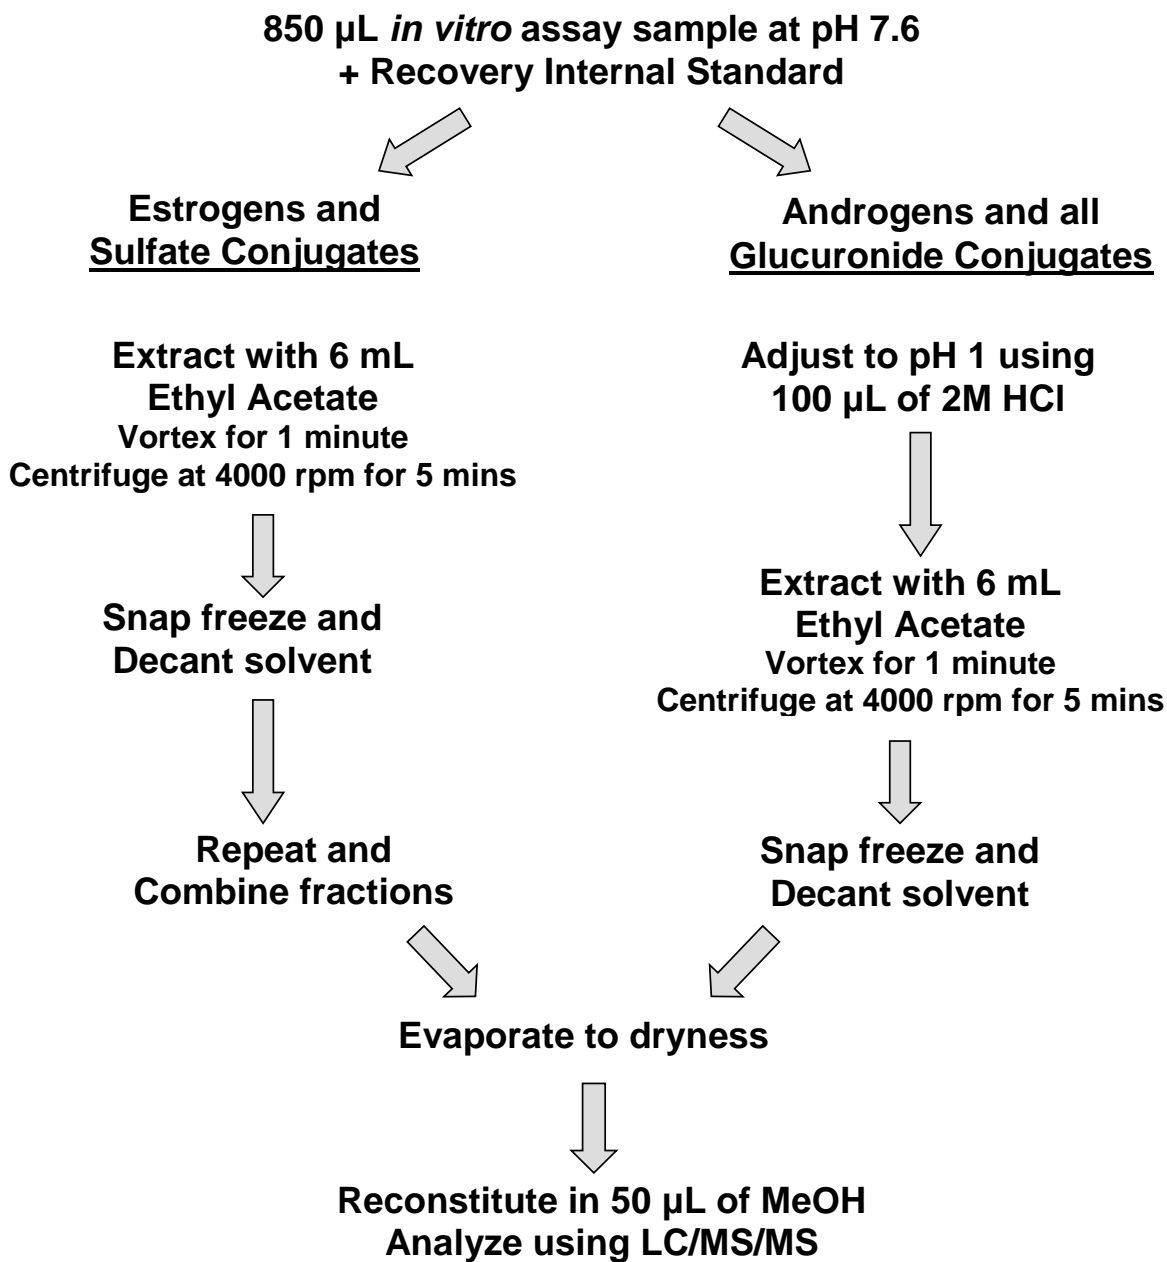 850 µL in vitro assay sample at pH 7.6
+ Recovery Internal Standard
Estrogens and
Sulfate Conjugates
Extract with 6 mL
Ethyl Acetate
Vortex for 1 minute
Centrifuge at 4000 rpm for 5 mins
Snap freeze and
Decant solvent
Repeat and
Combine fractions
Androgens and all
Glucuronide Conjugates
Adjust to pH 1 using
100 µL of 2M HCl
Extract with 6 mL
Ethyl Acetate
Vortex for 1 minute
Centrifuge at 4000 rpm for 5 mins
Snap freeze and
Decant solvent
Evaporate to dryness
Reconstitute in 50 µL of MeOH
Analyze using LC/MS/MS